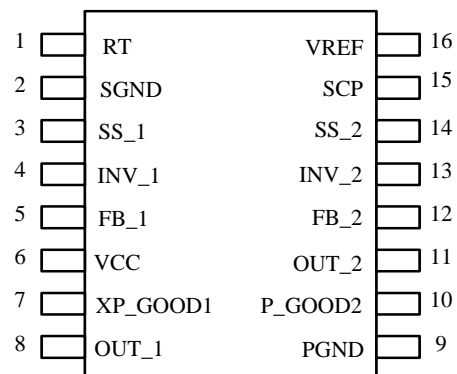 1 RT VREF 16
2 SGND SCP 15
3 SS_1 SS_2 14
4 INV_1 INV_2 13
5 FB_1 FB_2 12
6 VCC OUT_2 11
7 XP_GOOD1 P_GOOD2 10
8 OUT_1 PGND 9